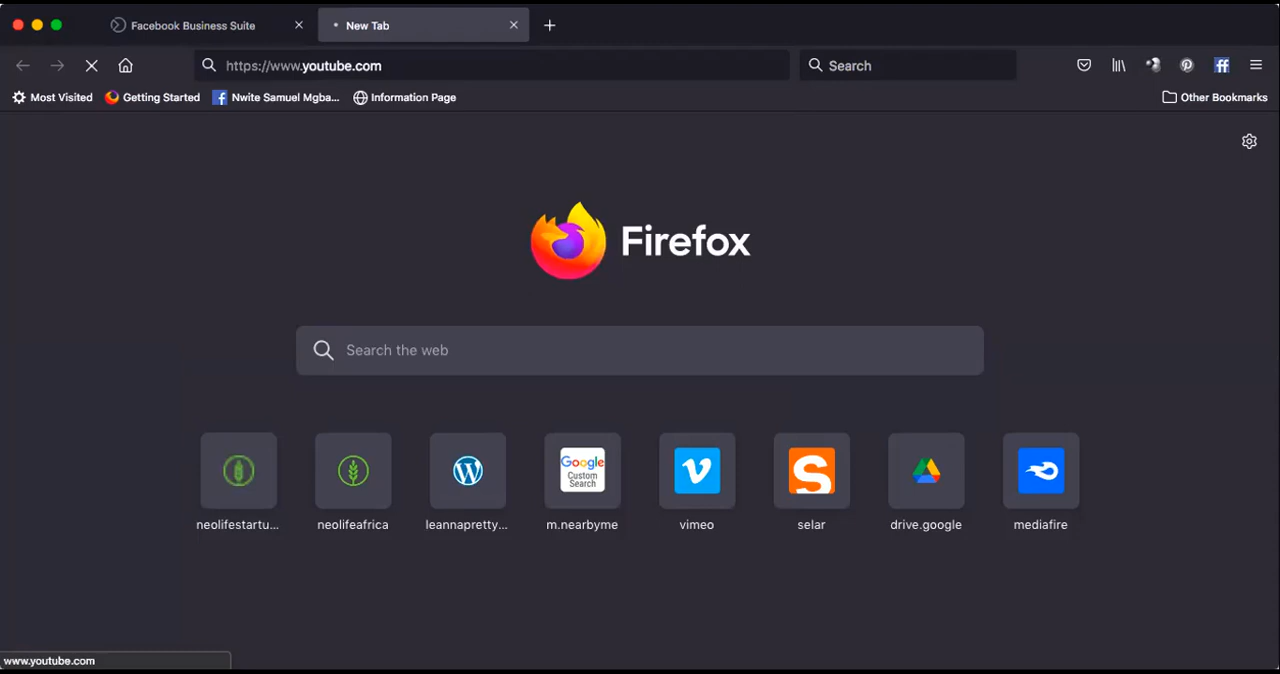 Facebook Business Suite
New Tab
https://www.youtube.com
Search
Most Visited
Getting Started
Nwite Samuel Mgba...
Information Page
Other Bookmarks
Firefox
Search the web
Google
Custom
Search
neolifestartu...
neolifeafrica
leannapretty...
m.nearbyme
vimeo
selar
drive.google
mediafire
www.youtube.com